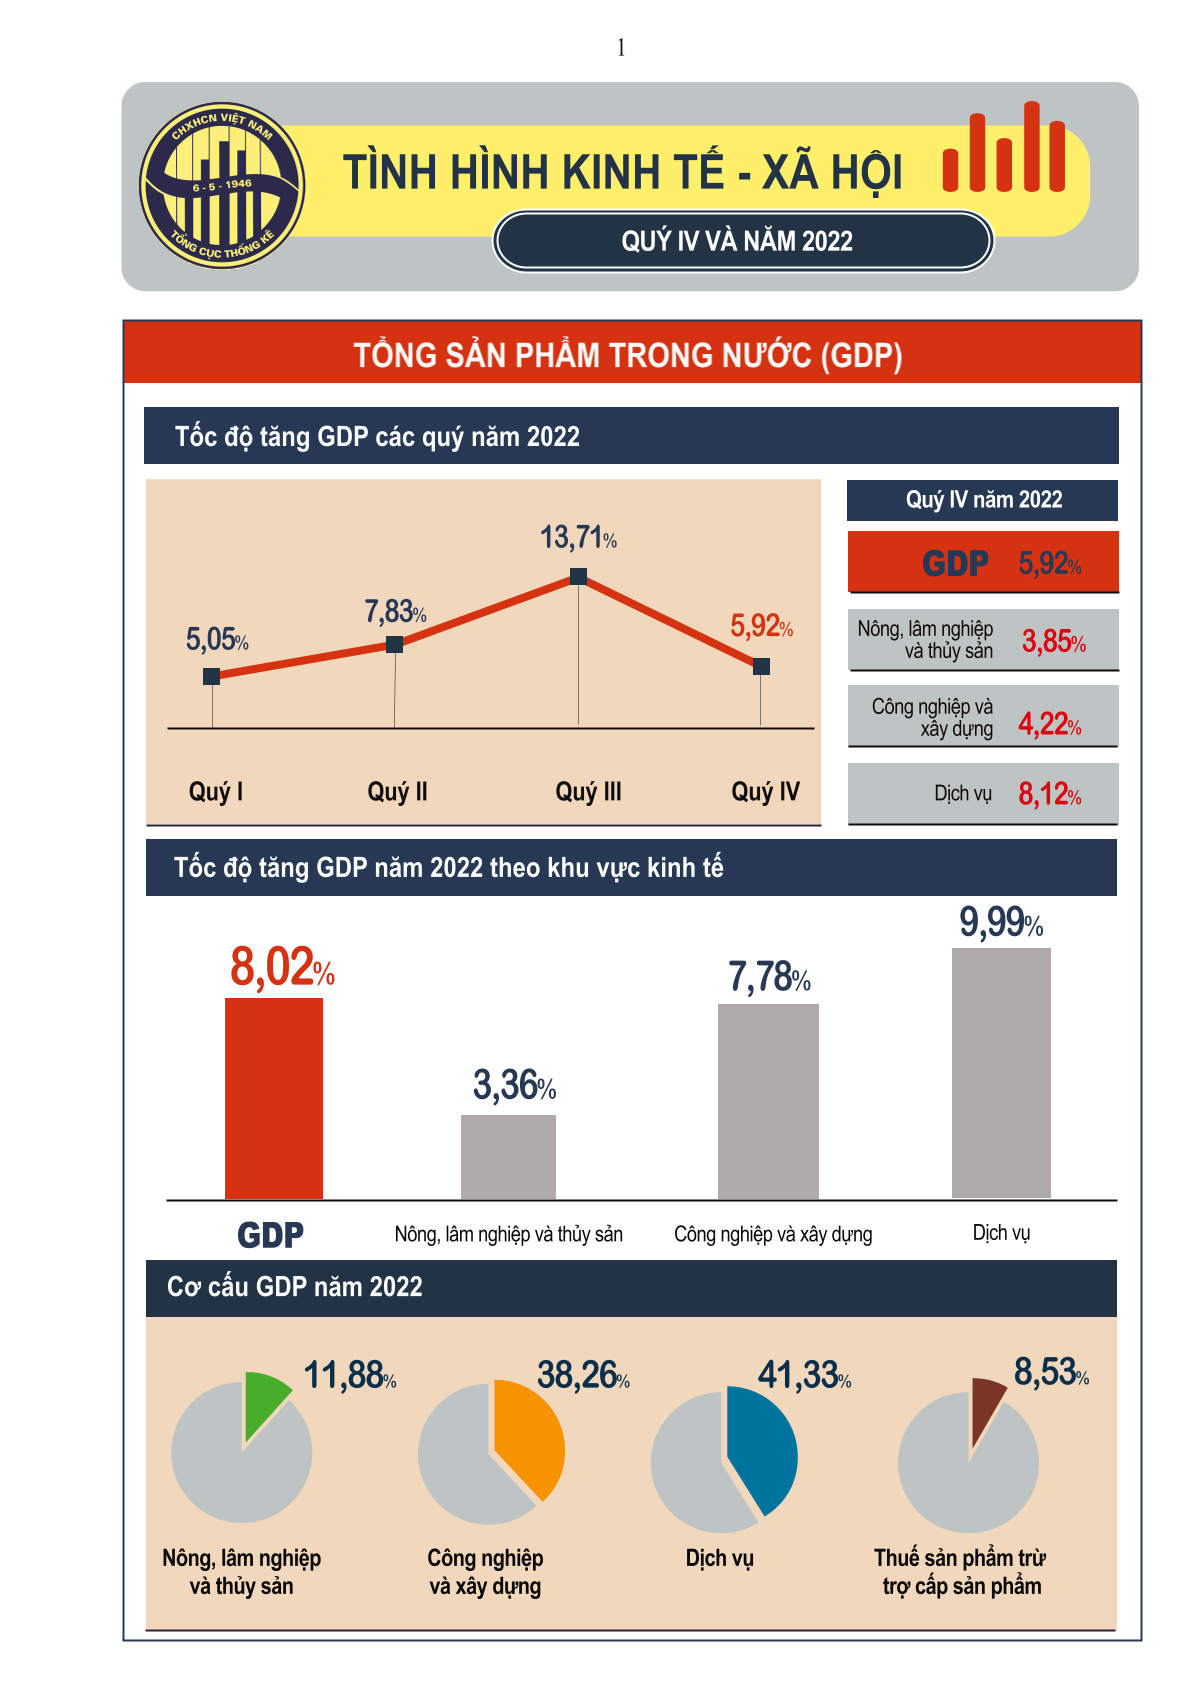 1
CHXHCN VIỆT NAM
6 - 5 - 1946
TỔNG CỤC THỐNG KÊ
TÌNH HÌNH KINH TẾ - XÃ HỘI
QUÝ IV VÀ NĂM 2022
TỔNG SẢN PHẨM TRONG NƯỚC (GDP)
Tốc độ tăng GDP các quý năm 2022
5,05%
7,83%
13,71%
5,92%
Quý I
Quý II
Quý III
Quý IV
Quý IV năm 2022
GDP 5,92%
Nông, lâm nghiệp
và thủy sản
3,85%
Công nghiệp và
xây dựng
4,22%
Dịch vụ 8,12%
Tốc độ tăng GDP năm 2022 theo khu vực kinh tế
8,02%
3,36%
7,78%
9,99%
GDP
Nông, lâm nghiệp và thủy sản
Công nghiệp và xây dựng
Dịch vụ
Cơ cấu GDP năm 2022
11,88%
38,26%
41,33%
8,53%
Nông, lâm nghiệp
và thủy sản
Công nghiệp
và xây dựng
Dịch vụ
Thuế sản phẩm trừ
trợ cấp sản phẩm